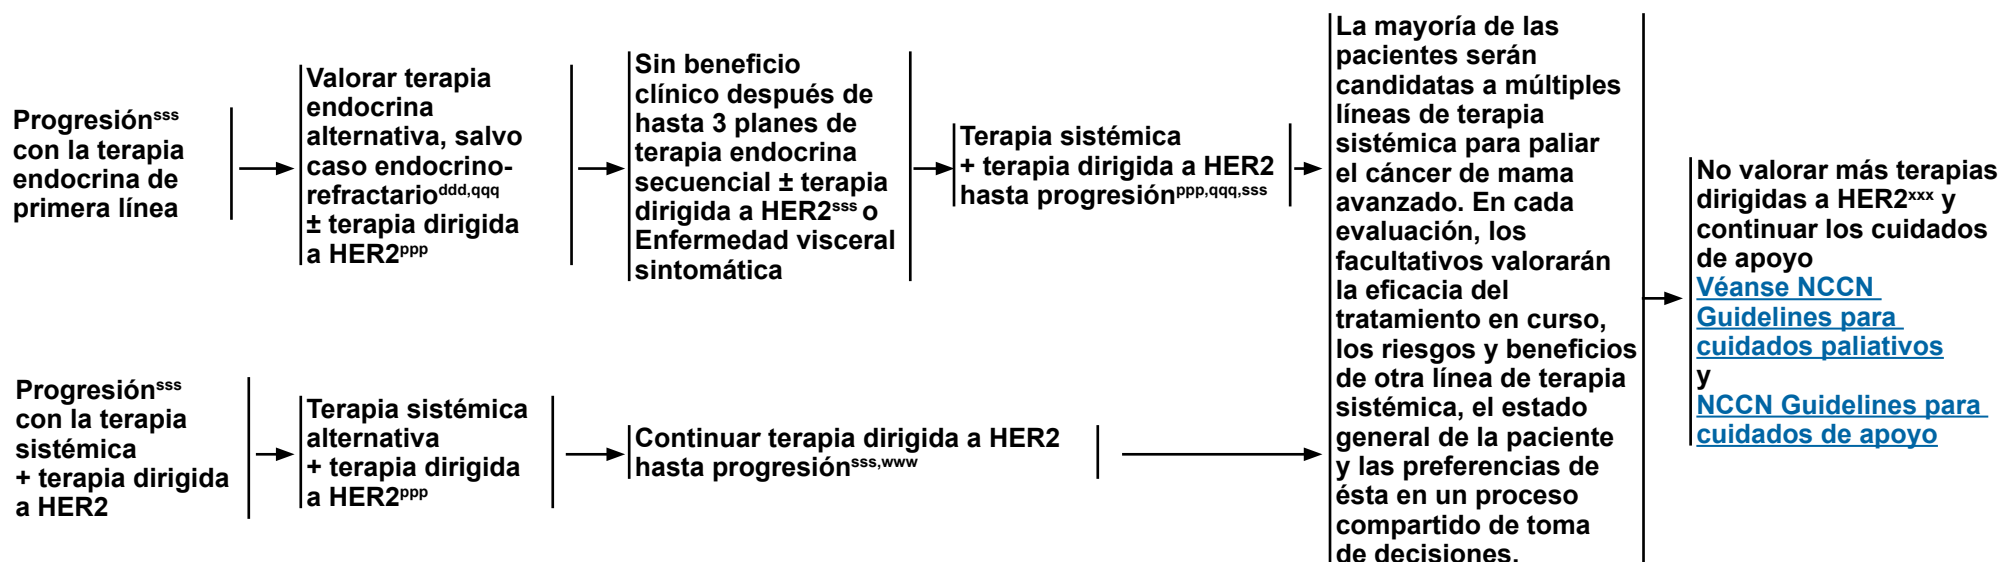 Progresiónsss
con la terapia
endocrina de
primera línea
Valorar terapia
endocrina
alternativa, salvo
caso endocrino-
refractarioddd,qqq
± terapia dirigida
a HER2ppp
Sin beneficio
clínico después de
hasta 3 planes de
terapia endocrina
secuencial ± terapia
dirigida a HER2sss o
Enfermedad visceral
sintomática
Terapia sistémica
+ terapia dirigida a HER2
hasta progresiónppp,qqq,sss
Progresiónsss
con la terapia
sistémica
+ terapia dirigida
a HER2
Terapia sistémica
alternativa
+ terapia dirigida
a HER2ppp
Continuar terapia dirigida a HER2
hasta progresiónsss,www
La mayoría de las
pacientes serán
candidatas a múltiples
líneas de terapia
sistémica para paliar
el cáncer de mama
avanzado. En cada
evaluación, los
facultativos valorarán
la eficacia del
tratamiento en curso,
los riesgos y beneficios
de otra línea de terapia
sistémica, el estado
general de la paciente
y las preferencias de
ésta en un proceso
compartido de toma
de decisiones.
No valorar más terapias
dirigidas a HER2xxx y
continuar los cuidados
de apoyo
Véanse NCCN
Guidelines para
cuidados paliativos
y
NCCN Guidelines para
cuidados de apoyo